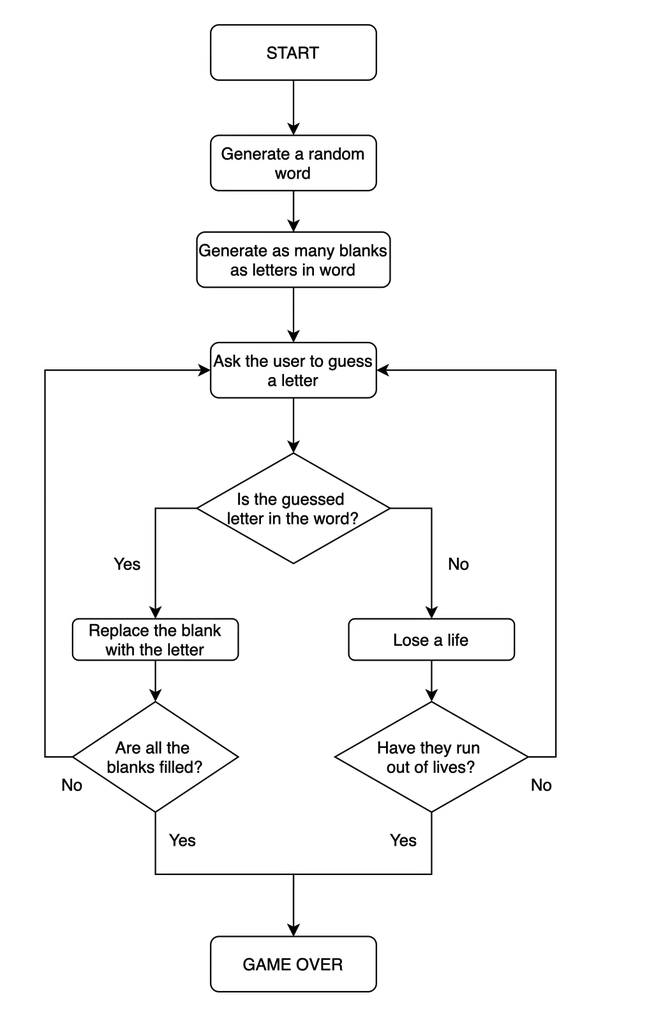 START
Generate a random
word
Generate as many blanks
as letters in word
Ask the user to guess
a letter
Is the guessed
letter in the word?
Yes
No
Replace the blank
with the letter
Lose a life
Are all the
blanks filled?
Have they run
out of lives?
No
No
Yes
Yes
GAME OVER